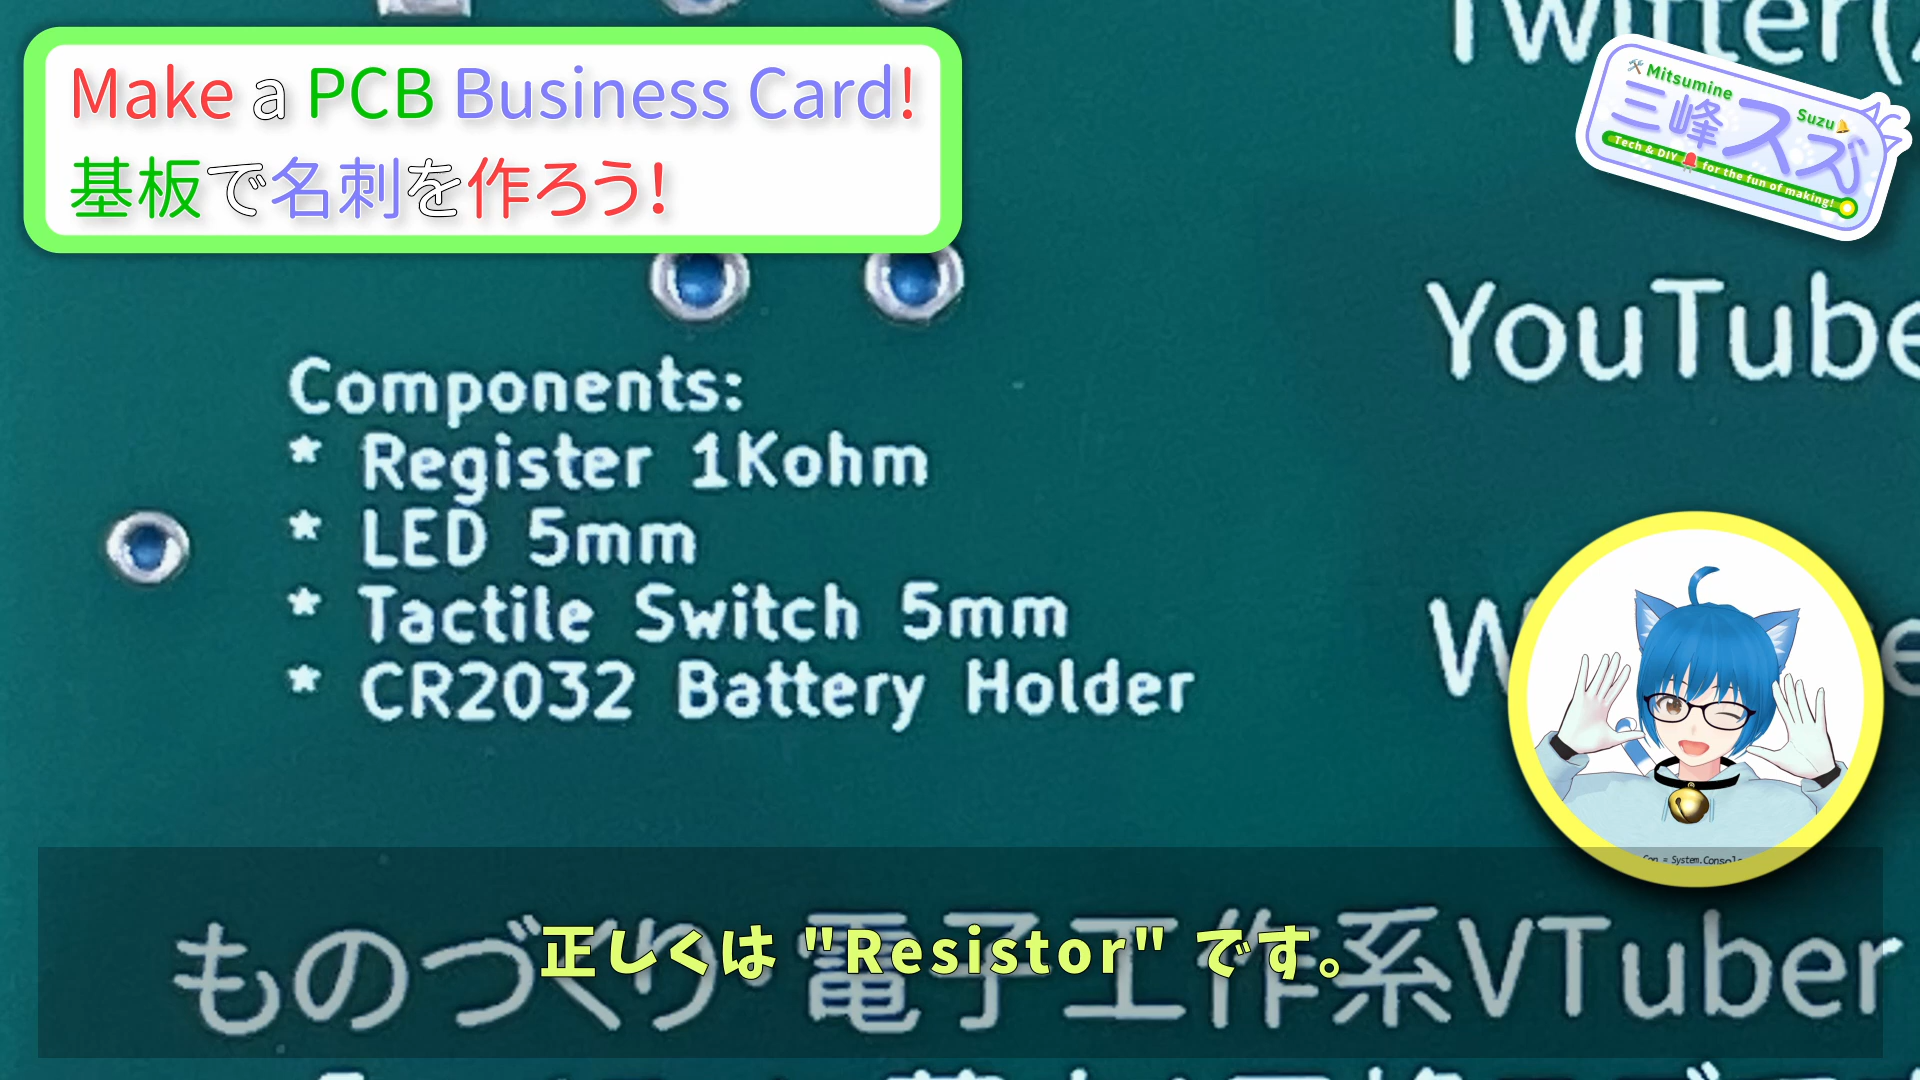 Twitter(
Make a PCB Business Card!
基板で名刺を作ろう!
Mitsumine
Suzu
三峰スズ
Tech & DIY for the fun of making!
YouTube
Components:
* Register 1Kohm
* LED 5mm
* Tactile Switch 5mm
* CR2032 Battery Holder
W
= System.Console
正しくは "Resistor" です。
ものづくり・電子工作系VTuber